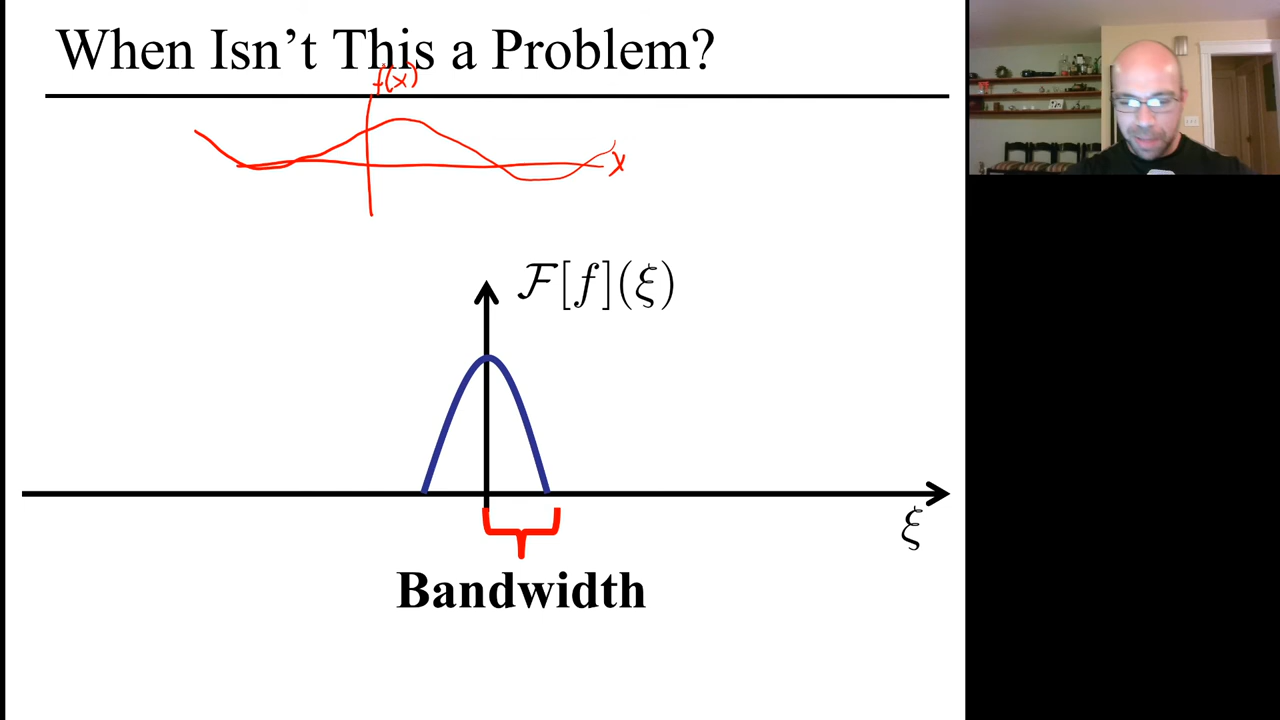 When Isn't This a Problem?
f(x)
x
ℱ[f](ξ)
ξ
Bandwidth